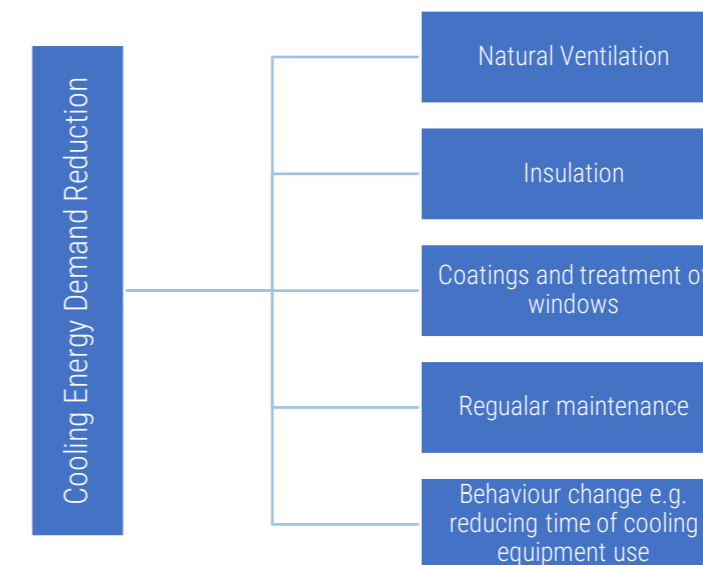 Cooling Energy Demand Reduction
Natural Ventilation
Insulation
Coatings and treatment of
windows
Regualar maintenance
Behaviour change e.g.
reducing time of cooling
equipment use